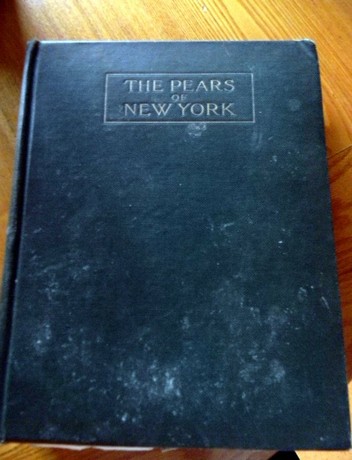 THE PEARS
OF
NEW YORK